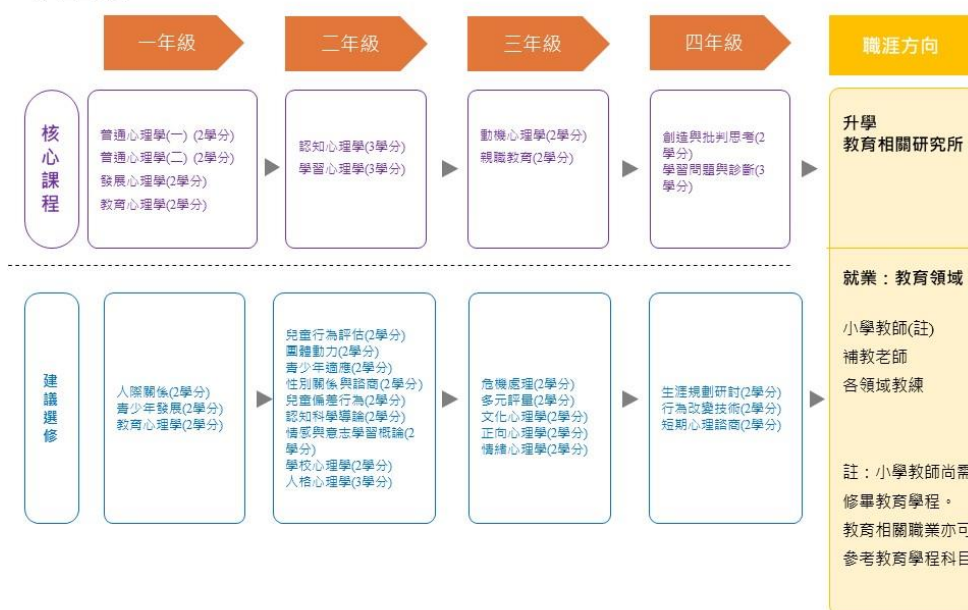 一年級
二年級
三年級
四年級
職涯方向
核心課程
普通心理學(一) (2學分)
普通心理學(二) (2學分)
發展心理學(2學分)
教育心理學(2學分)
認知心理學(3學分)
學習心理學(3學分)
動機心理學(2學分)
親職教育(2學分)
創造與批判思考(2
學分)
學習問題與診斷(3
學分)
升學
教育相關研究所
建議選修
人際關係(2學分)
青少年發展(2學分)
教育心理學(2學分)
兒童行為評估(2學分)
團體動力(2學分)
青少年適應(2學分)
性別關係與諮商(2學分)
兒童偏差行為(2學分)
認知科學導論(2學分)
情感與意志學習概論(2
學分)
學校心理學(2學分)
人格心理學(3學分)
危機處理(2學分)
多元評量(2學分)
文化心理學(2學分)
正向心理學(2學分)
情緒心理學(2學分)
生涯規劃研討(2學分)
行為改變技術(2學分)
短期心理諮商(2學分)
就業：教育領域
小學教師(註)
補教老師
各領域教練
註：小學教師尚需
修畢教育學程。
教育相關職業亦可
參考教育學程科目